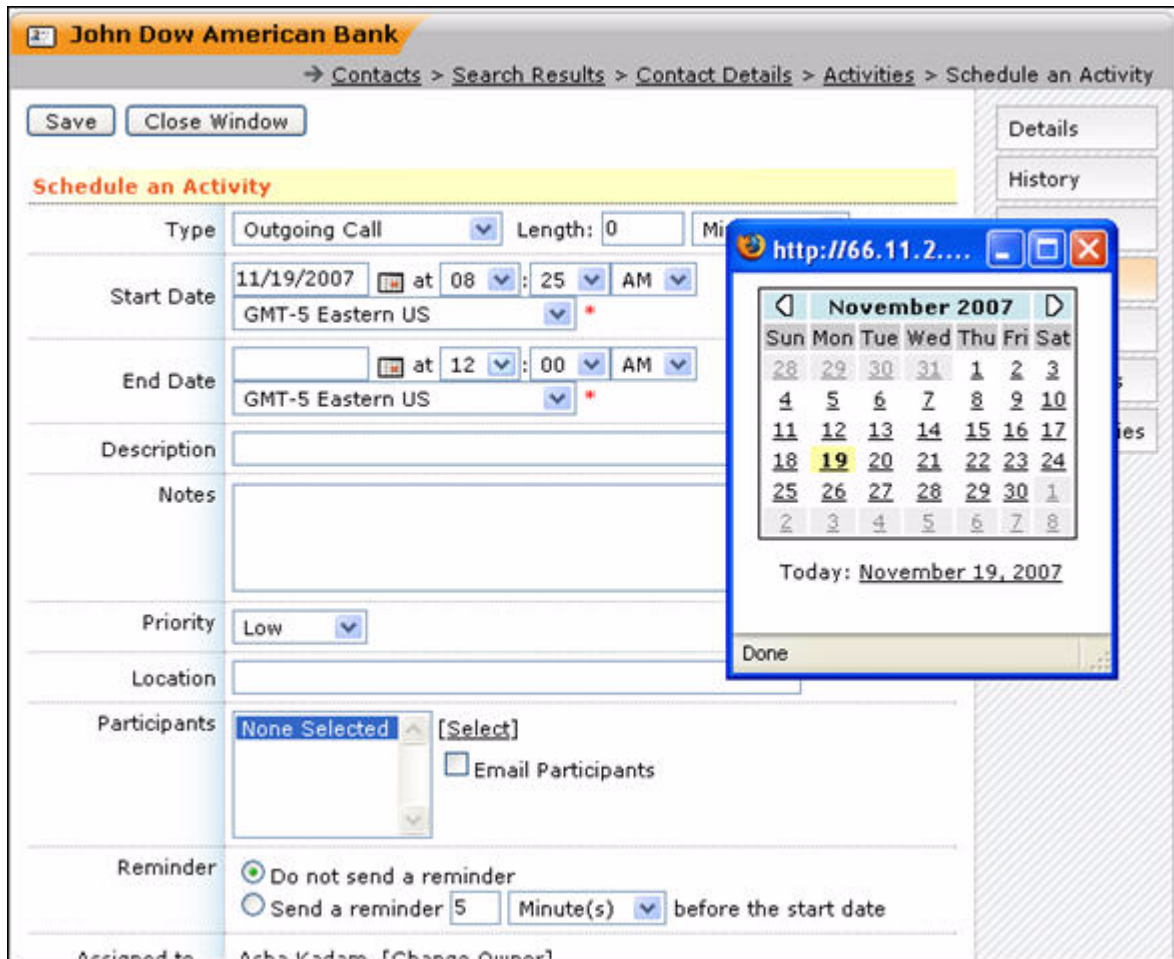 John Dow American Bank
→ Contacts > Search Results > Contact Details > Activities > Schedule an Activity
Save Close Window
Details
History
Schedule an Activity
Type Outgoing Call Length: 0
Start Date 11/19/2007 at 08 : 25 AM
GMT-5 Eastern US *
End Date at 12 : 00 AM
GMT-5 Eastern US *
Description
Notes
Priority Low
Location
Participants None Selected [Select]
Email Participants
Reminder Do not send a reminder
Send a reminder 5 Minute(s) before the start date
Assigned to Asha Kadam [Change Owner]
http://66.11.2....
November 2007
Sun Mon Tue Wed Thu Fri Sat
28 29 30 31 1 2 3
4 5 6 7 8 9 10
11 12 13 14 15 16 17
18 19 20 21 22 23 24
25 26 27 28 29 30 1
2 3 4 5 6 7 8
Today: November 19, 2007
Done